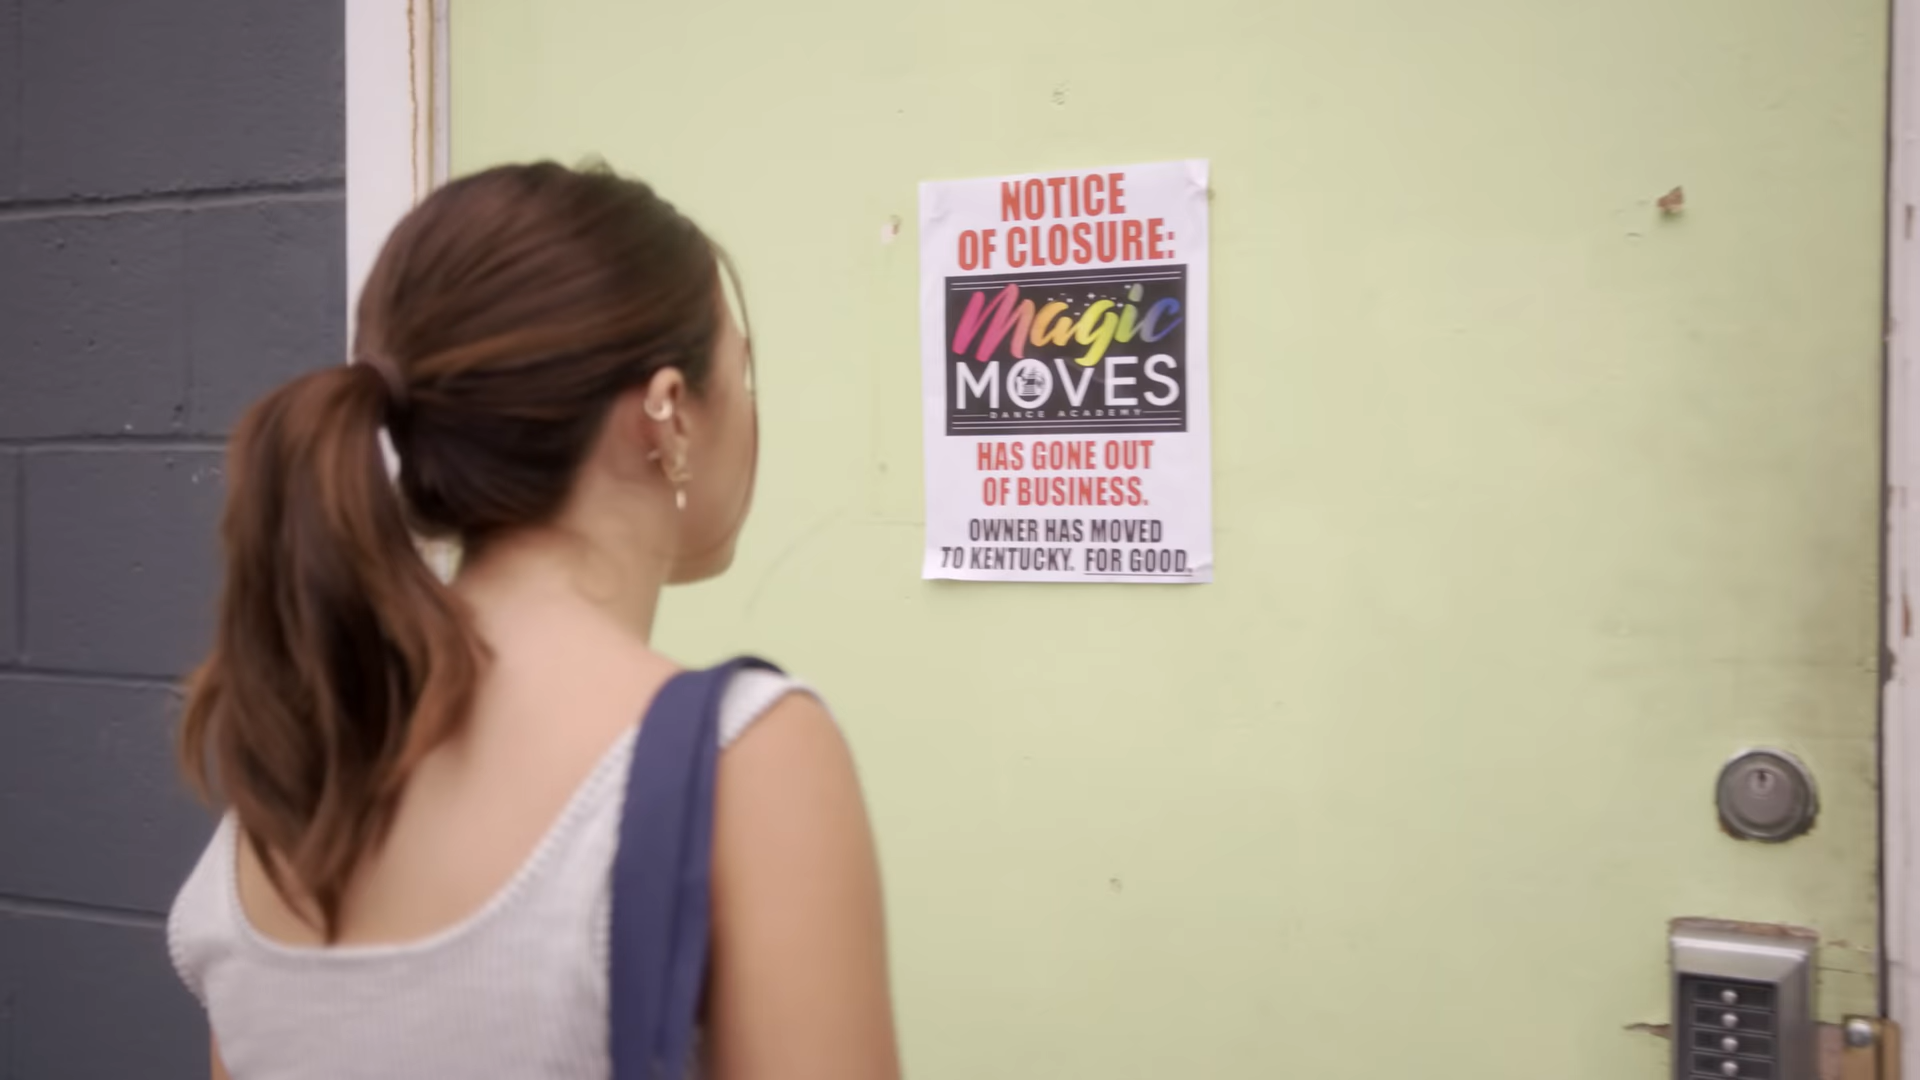 NOTICE
OF CLOSURE:
Magic
MOVES
DANCE ACADEMY
HAS GONE OUT
OF BUSINESS.
OWNER HAS MOVED
TO KENTUCKY. FOR GOOD.